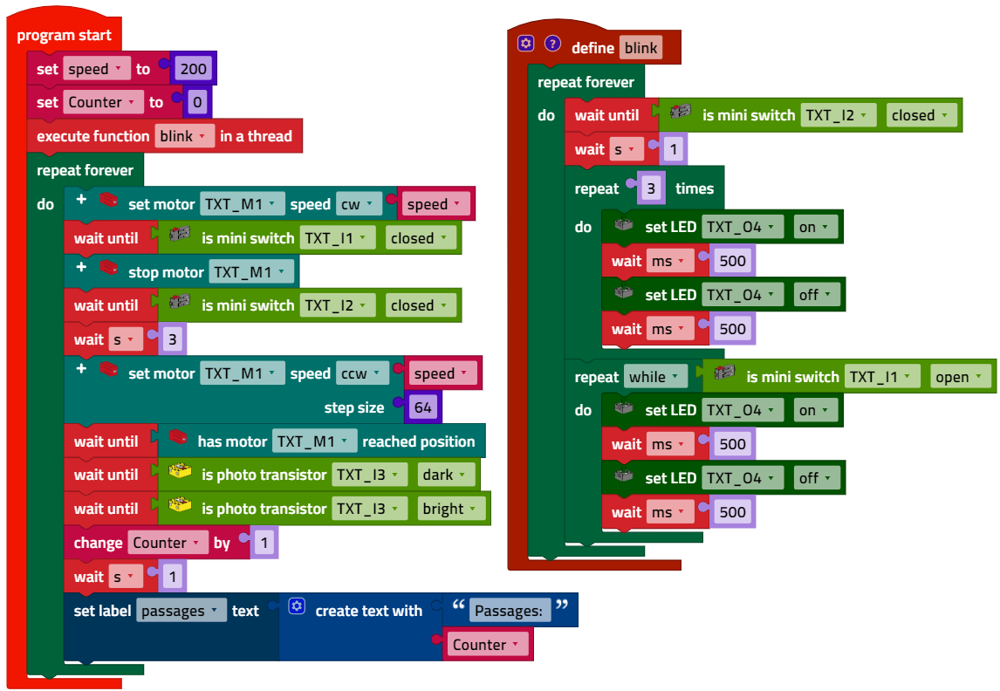 program start
set speed to 200
set Counter to 0
execute function blink in a thread
repeat forever
do + set motor TXT_M1 speed cw speed
wait until is mini switch TXT_I1 closed
+ stop motor TXT_M1
wait until is mini switch TXT_I2 closed
wait s 3
+ set motor TXT_M1 speed ccw speed
step size 64
wait until has motor TXT_M1 reached position
wait until is photo transistor TXT_I3 dark
wait until is photo transistor TXT_I3 bright
change Counter by 1
wait s 1
set label passages text create text with “ Passages: ”
Counter
? define blink
repeat forever
do wait until is mini switch TXT_I2 closed
wait s 1
repeat 3 times
do set LED TXT_O4 on
wait ms 500
set LED TXT_O4 off
wait ms 500
repeat while is mini switch TXT_I1 open
do set LED TXT_O4 on
wait ms 500
set LED TXT_O4 off
wait ms 500